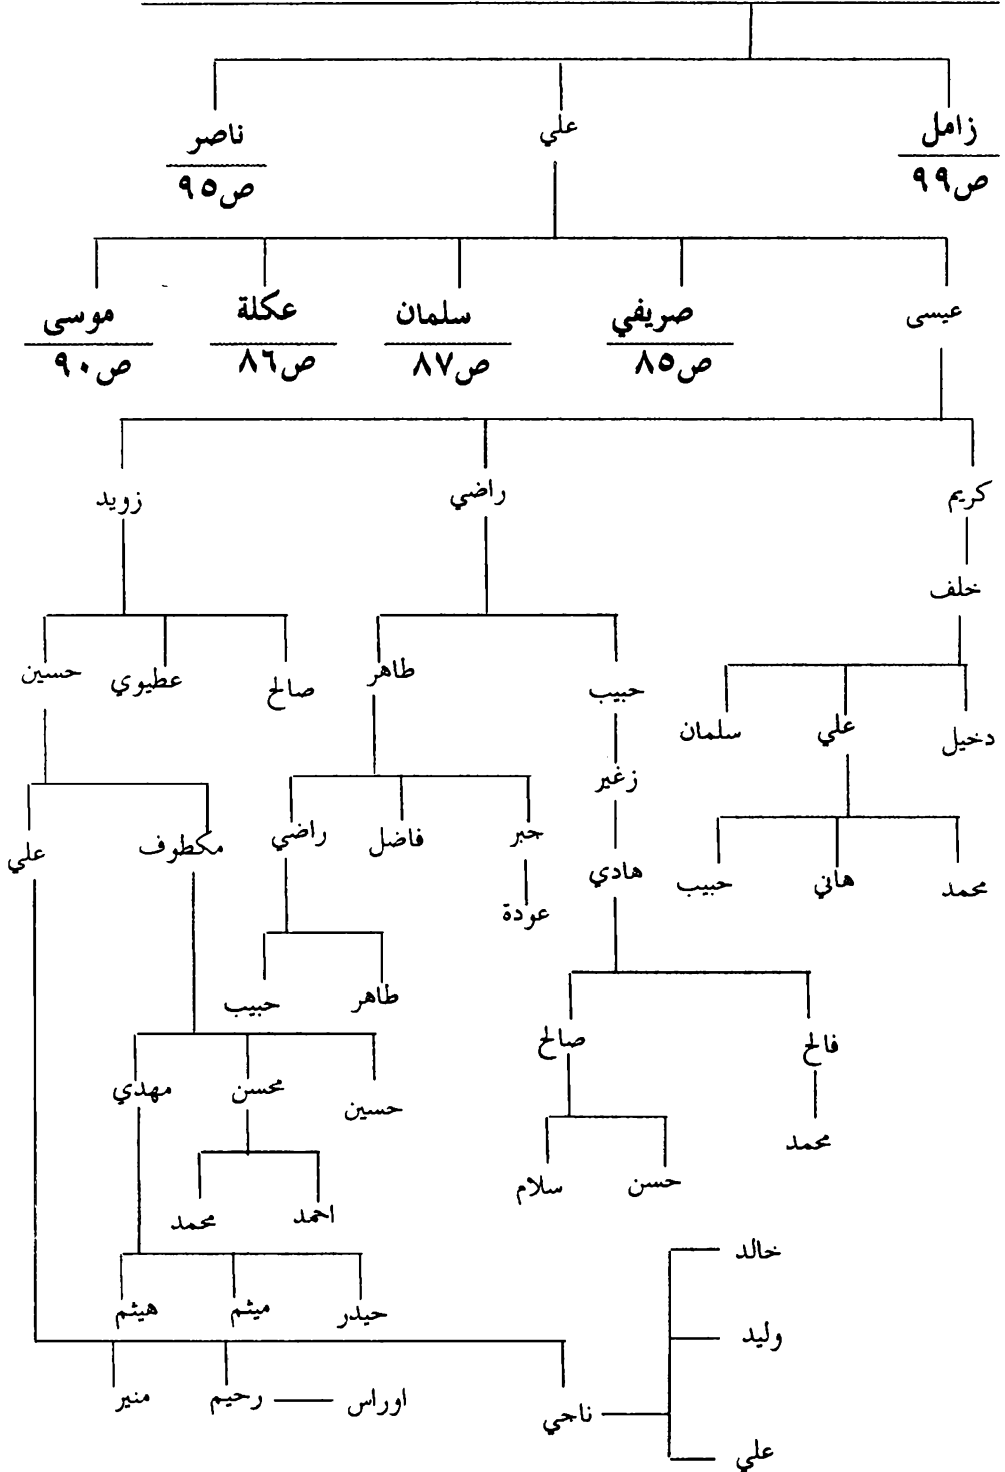 زامل علي ناصر
ص٩٩ ص٩٥
عيسى صريفي سلمان عكلة موسى
ص٨٥ ص٨٧ ص٨٦ ص٩٠
كريم راضي زويد
خلف
حبيب طاهر صالح عطيوي حسين
دخيل علي سلمان
زغير
جبر فاضل راضي مكطوف علي
محمد هاني حبيب هادي
عودة
طاهر حبيب
فالح صالح
حسين محسن مهدي
محمد
حسن سلام
احمد محمد
خالد
حيدر ميثم هيثم
وليد
ناجي اوراس رحيم منير
علي